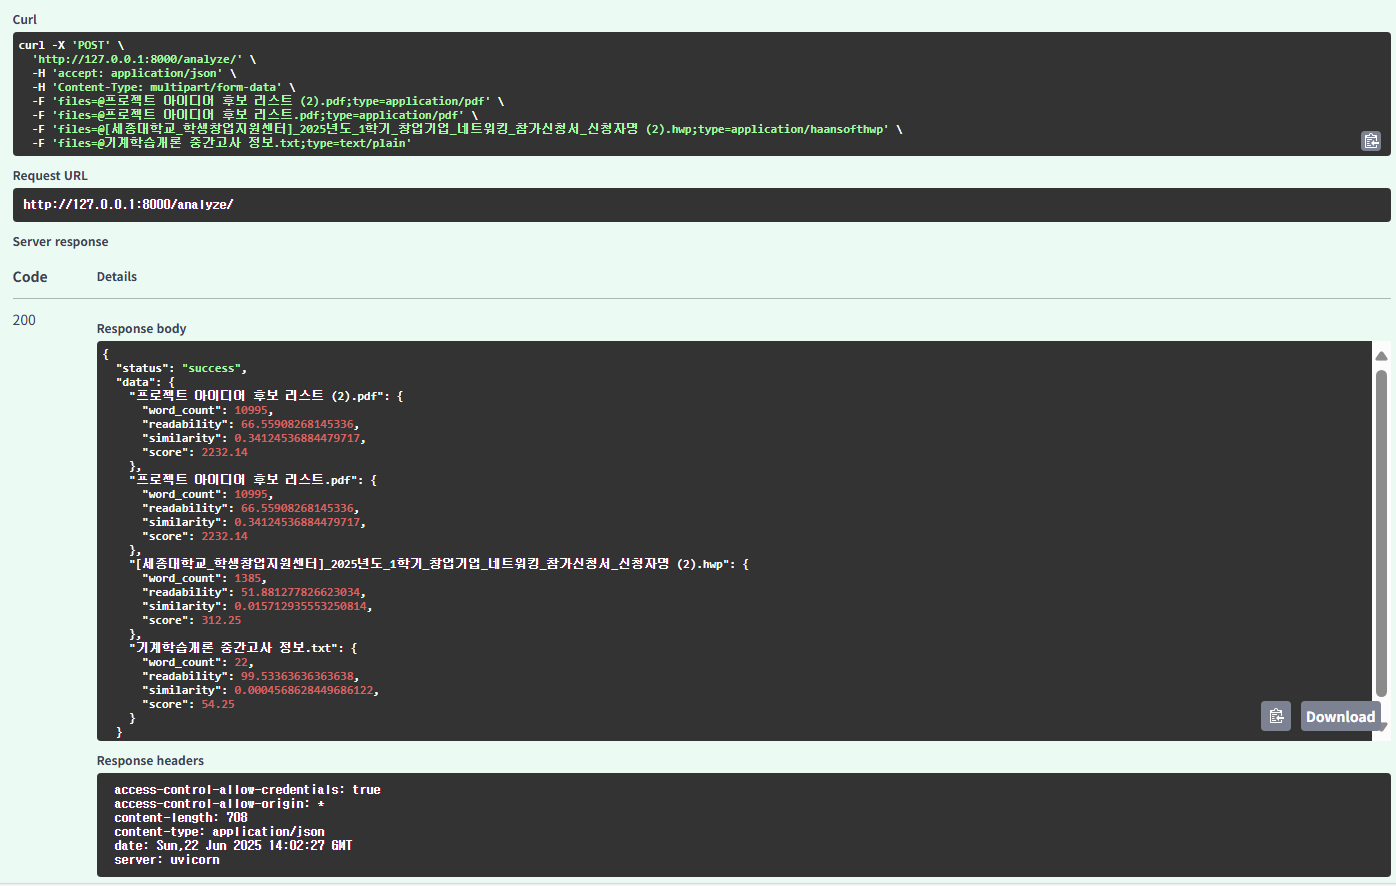 Curl
curl -X 'POST' \
'http://127.0.0.1:8000/analyze/' \
-H 'accept: application/json' \
-H 'Content-Type: multipart/form-data' \
-F 'files=@프로젝트 아이디어 후보 리스트 (2).pdf;type=application/pdf' \
-F 'files=@프로젝트 아이디어 후보 리스트.pdf;type=application/pdf' \
-F 'files=@[세종대학교_학생창업지원센터]_2025년도_1학기_창업기업_네트워킹_참가신청서_신청자명 (2).hwp;type=application/haansofthwp' \
-F 'files=@기계학습개론 중간고사 정보.txt;type=text/plain'
Request URL
http://127.0.0.1:8000/analyze/
Server response
Code Details
200
Response body
{
"status": "success",
"data": {
"프로젝트 아이디어 후보 리스트 (2).pdf": {
"word_count": 10995,
"readability": 66.55908268145336,
"similarity": 0.34124536884479717,
"score": 2232.14
},
"프로젝트 아이디어 후보 리스트.pdf": {
"word_count": 10995,
"readability": 66.55908268145336,
"similarity": 0.34124536884479717,
"score": 2232.14
},
"[세종대학교_학생창업지원센터]_2025년도_1학기_창업기업_네트워킹_참가신청서_신청자명 (2).hwp": {
"word_count": 1385,
"readability": 51.881277826623034,
"similarity": 0.015712935553250814,
"score": 312.25
},
"기계학습개론 중간고사 정보.txt": {
"word_count": 22,
"readability": 99.53363636363638,
"similarity": 0.0004568628449686122,
"score": 54.25
}
}
Download
Response headers
access-control-allow-credentials: true
access-control-allow-origin: *
content-length: 708
content-type: application/json
date: Sun,22 Jun 2025 14:02:27 GMT
server: uvicorn